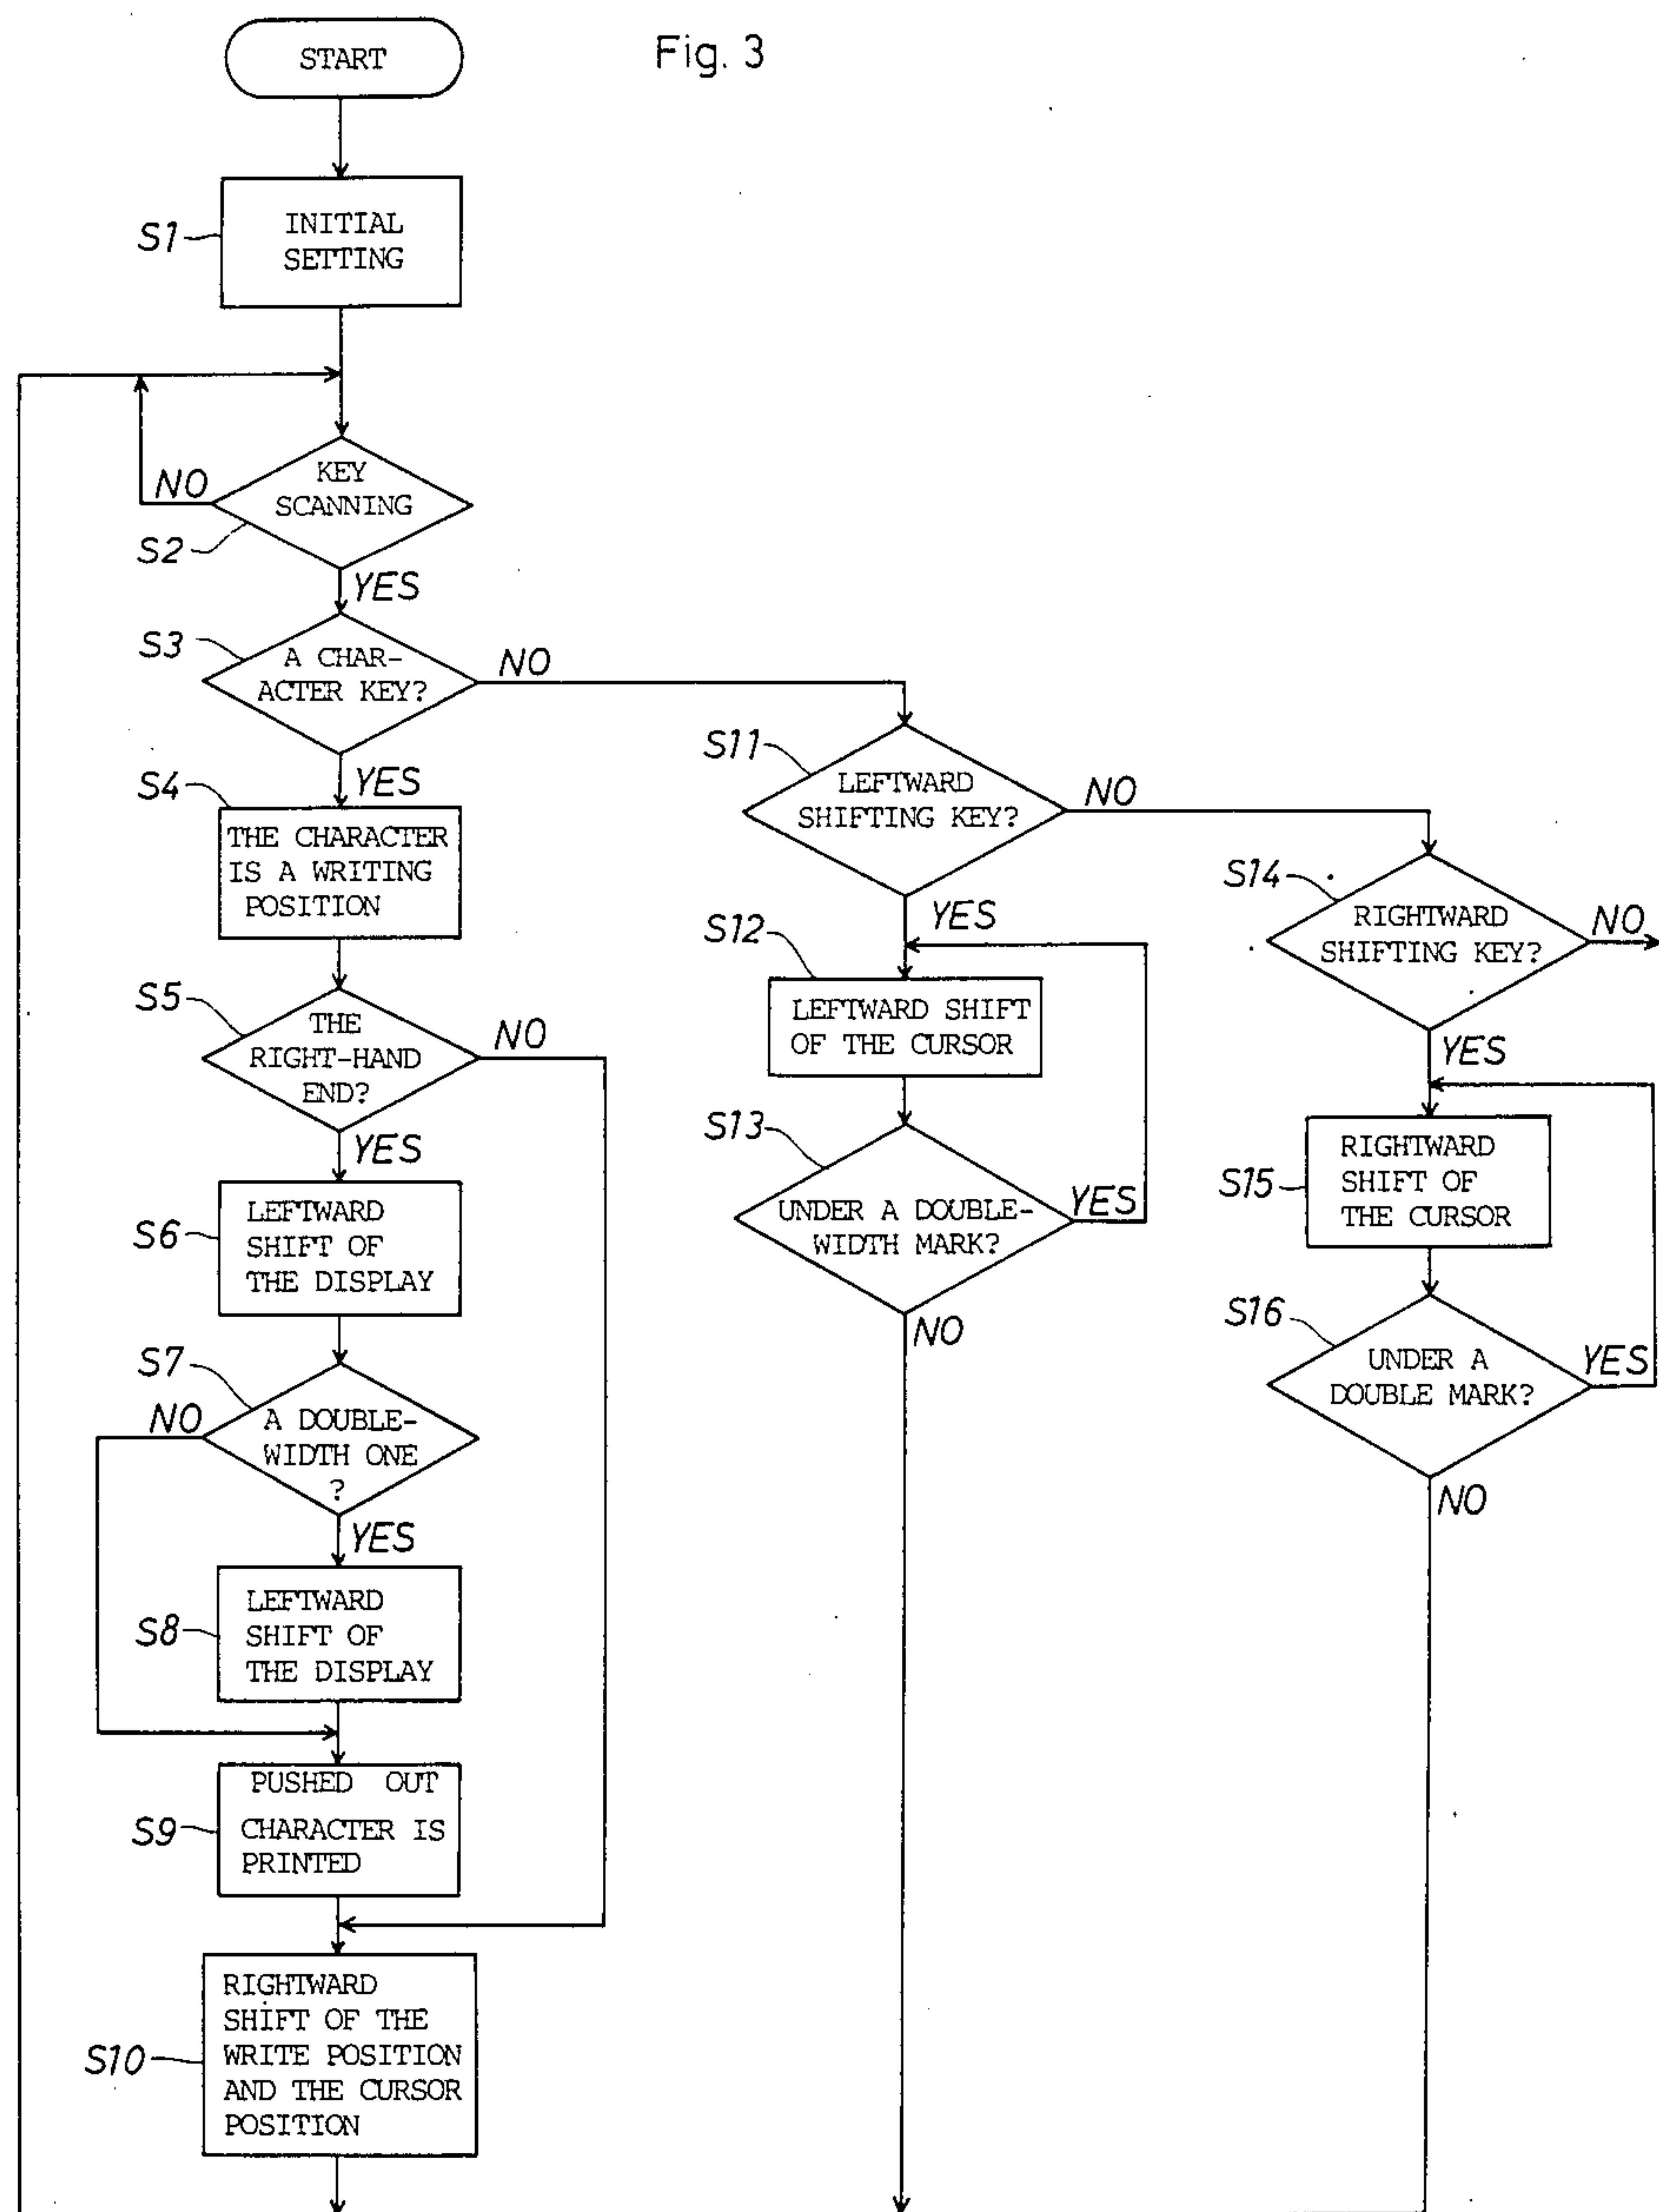 Fig. 3
START
S1
INITIAL
SETTING
NO
KEY
SCANNING
S2
YES
S3
A CHAR-
ACTER KEY?
NO
YES
S4
THE CHARACTER
IS A WRITING
POSITION
S5
THE
RIGHT-HAND
END?
NO
YES
S6
LEFTWARD
SHIFT OF
THE DISPLAY
S7
NO
A DOUBLE-
WIDTH ONE
?
YES
S8
LEFTWARD
SHIFT OF
THE DISPLAY
S9
PUSHED OUT
CHARACTER IS
PRINTED
S10
RIGHTWARD
SHIFT OF THE
WRITE POSITION
AND THE CURSOR
POSITION
S11
LEFTWARD
SHIFTING KEY?
NO
YES
S12
LEFTWARD SHIFT
OF THE CURSOR
S13
UNDER A DOUBLE-
WIDTH MARK?
YES
NO
S14
RIGHTWARD
SHIFTING KEY?
NO
YES
S15
RIGHTWARD
SHIFT OF
THE CURSOR
S16
UNDER A
DOUBLE MARK?
YES
NO